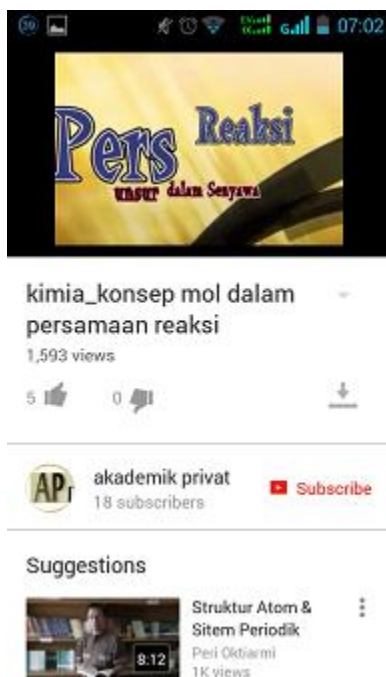 39
07:02
Pers Reaksi
unsur dalam Senyawa
kimia_konsep mol dalam
persamaan reaksi
1,593 views
5
0
APr
akademik privat
Subscribe
18 subscribers
Suggestions
Struktur Atom &
Sitem Periodik
Peri Oktiarmi
8:12
1K views